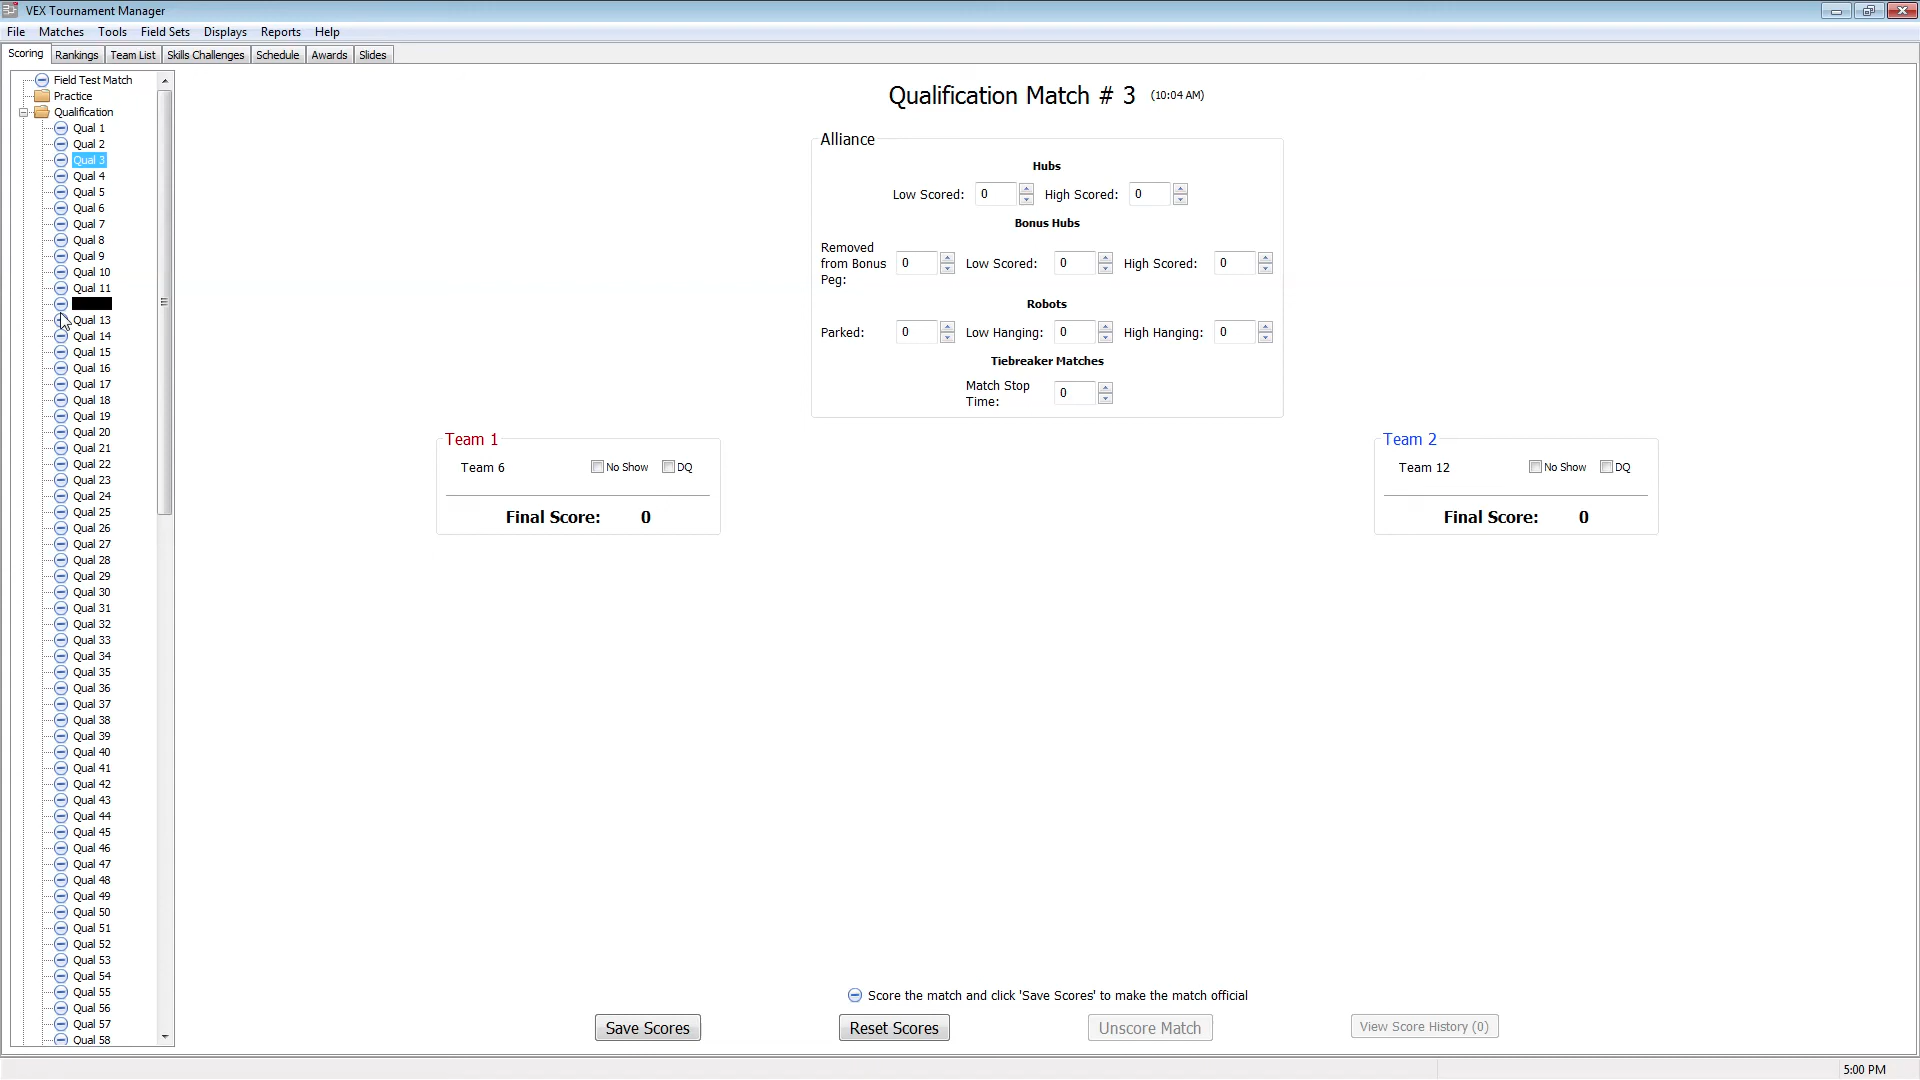 VEX Tournament Manager
File Matches Tools Field Sets Displays Reports Help
Scoring Rankings Team List Skills Challenges Schedule Awards Slides
Field Test Match
Practice
Qualification
Qual 1
Qual 2
Qual 3
Qual 4
Qual 5
Qual 6
Qual 7
Qual 8
Qual 9
Qual 10
Qual 11
Qual 13
Qual 14
Qual 15
Qual 16
Qual 17
Qual 18
Qual 19
Qual 20
Qual 21
Qual 22
Qual 23
Qual 24
Qual 25
Qual 26
Qual 27
Qual 28
Qual 29
Qual 30
Qual 31
Qual 32
Qual 33
Qual 34
Qual 35
Qual 36
Qual 37
Qual 38
Qual 39
Qual 40
Qual 41
Qual 42
Qual 43
Qual 44
Qual 45
Qual 46
Qual 47
Qual 48
Qual 49
Qual 50
Qual 51
Qual 52
Qual 53
Qual 54
Qual 55
Qual 56
Qual 57
Qual 58
Qualification Match # 3 (10:04 AM)
Alliance
Hubs
Low Scored: 0 High Scored: 0
Bonus Hubs
Removed
from Bonus
Peg: 0 Low Scored: 0 High Scored: 0
Robots
Parked: 0 Low Hanging: 0 High Hanging: 0
Tiebreaker Matches
Match Stop
Time: 0
Team 1
Team 6 No Show DQ
Final Score: 0
Team 2
Team 12 No Show DQ
Final Score: 0
Score the match and click 'Save Scores' to make the match official
Save Scores Reset Scores Unscore Match View Score History (0)
5:00 PM